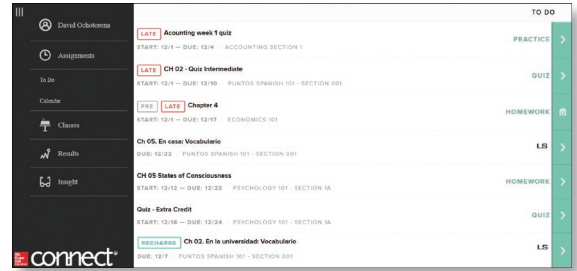 TO DO
David Ochotorena
Assignments
To Do
Calendar
Classes
Results
Insight
McGraw Hill Education
connect®
LATE Acounting week 1 quiz
START: 12/1 — DUE: 12/4 · ACCOUNTING SECTION 1
PRACTICE
LATE CH 02 - Quiz Intermediate
START: 12/1 — DUE: 12/10 · PUNTOS SPANISH 101 - SECTION 001
QUIZ
PRE LATE Chapter 4
START: 12/1 — DUE: 12/17 · ECONOMICS 101
HOMEWORK
Ch 05. En casa: Vocabulario
DUE: 12/23 · PUNTOS SPANISH 101 - SECTION 001
LS
CH 05 States of Consciousness
START: 12/12 — DUE: 12/23 · PSYCHOLOGY 101 - SECTION 1A
HOMEWORK
Quiz - Extra Credit
START: 12/16 — DUE: 12/24 · PSYCHOLOGY 101 - SECTION 1A
QUIZ
RECHARGE Ch 02. En la universidad: Vocabulario
DUE: 12/7 · PUNTOS SPANISH 101 - SECTION 001
LS